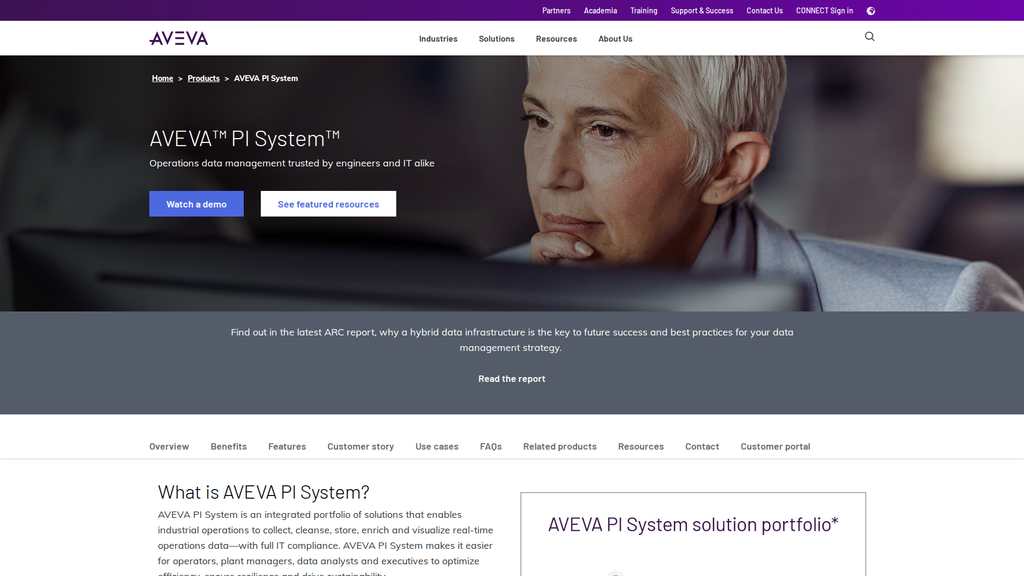 Partners Academia Training Support & Success Contact Us CONNECT Sign in
AVEVA
Industries Solutions Resources About Us
Home > Products > AVEVA PI System
AVEVA™ PI System™
Operations data management trusted by engineers and IT alike
Watch a demo See featured resources
Find out in the latest ARC report, why a hybrid data infrastructure is the key to future success and best practices for your data
management strategy.
Read the report
Overview Benefits Features Customer story Use cases FAQs Related products Resources Contact Customer portal
What is AVEVA PI System?
AVEVA PI System is an integrated portfolio of solutions that enables
industrial operations to collect, cleanse, store, enrich and visualize real-time
operations data—with full IT compliance. AVEVA PI System makes it easier
for operators, plant managers, data analysts and executives to optimize
efficiency, ensure resilience and drive sustainability.
AVEVA PI System solution portfolio*